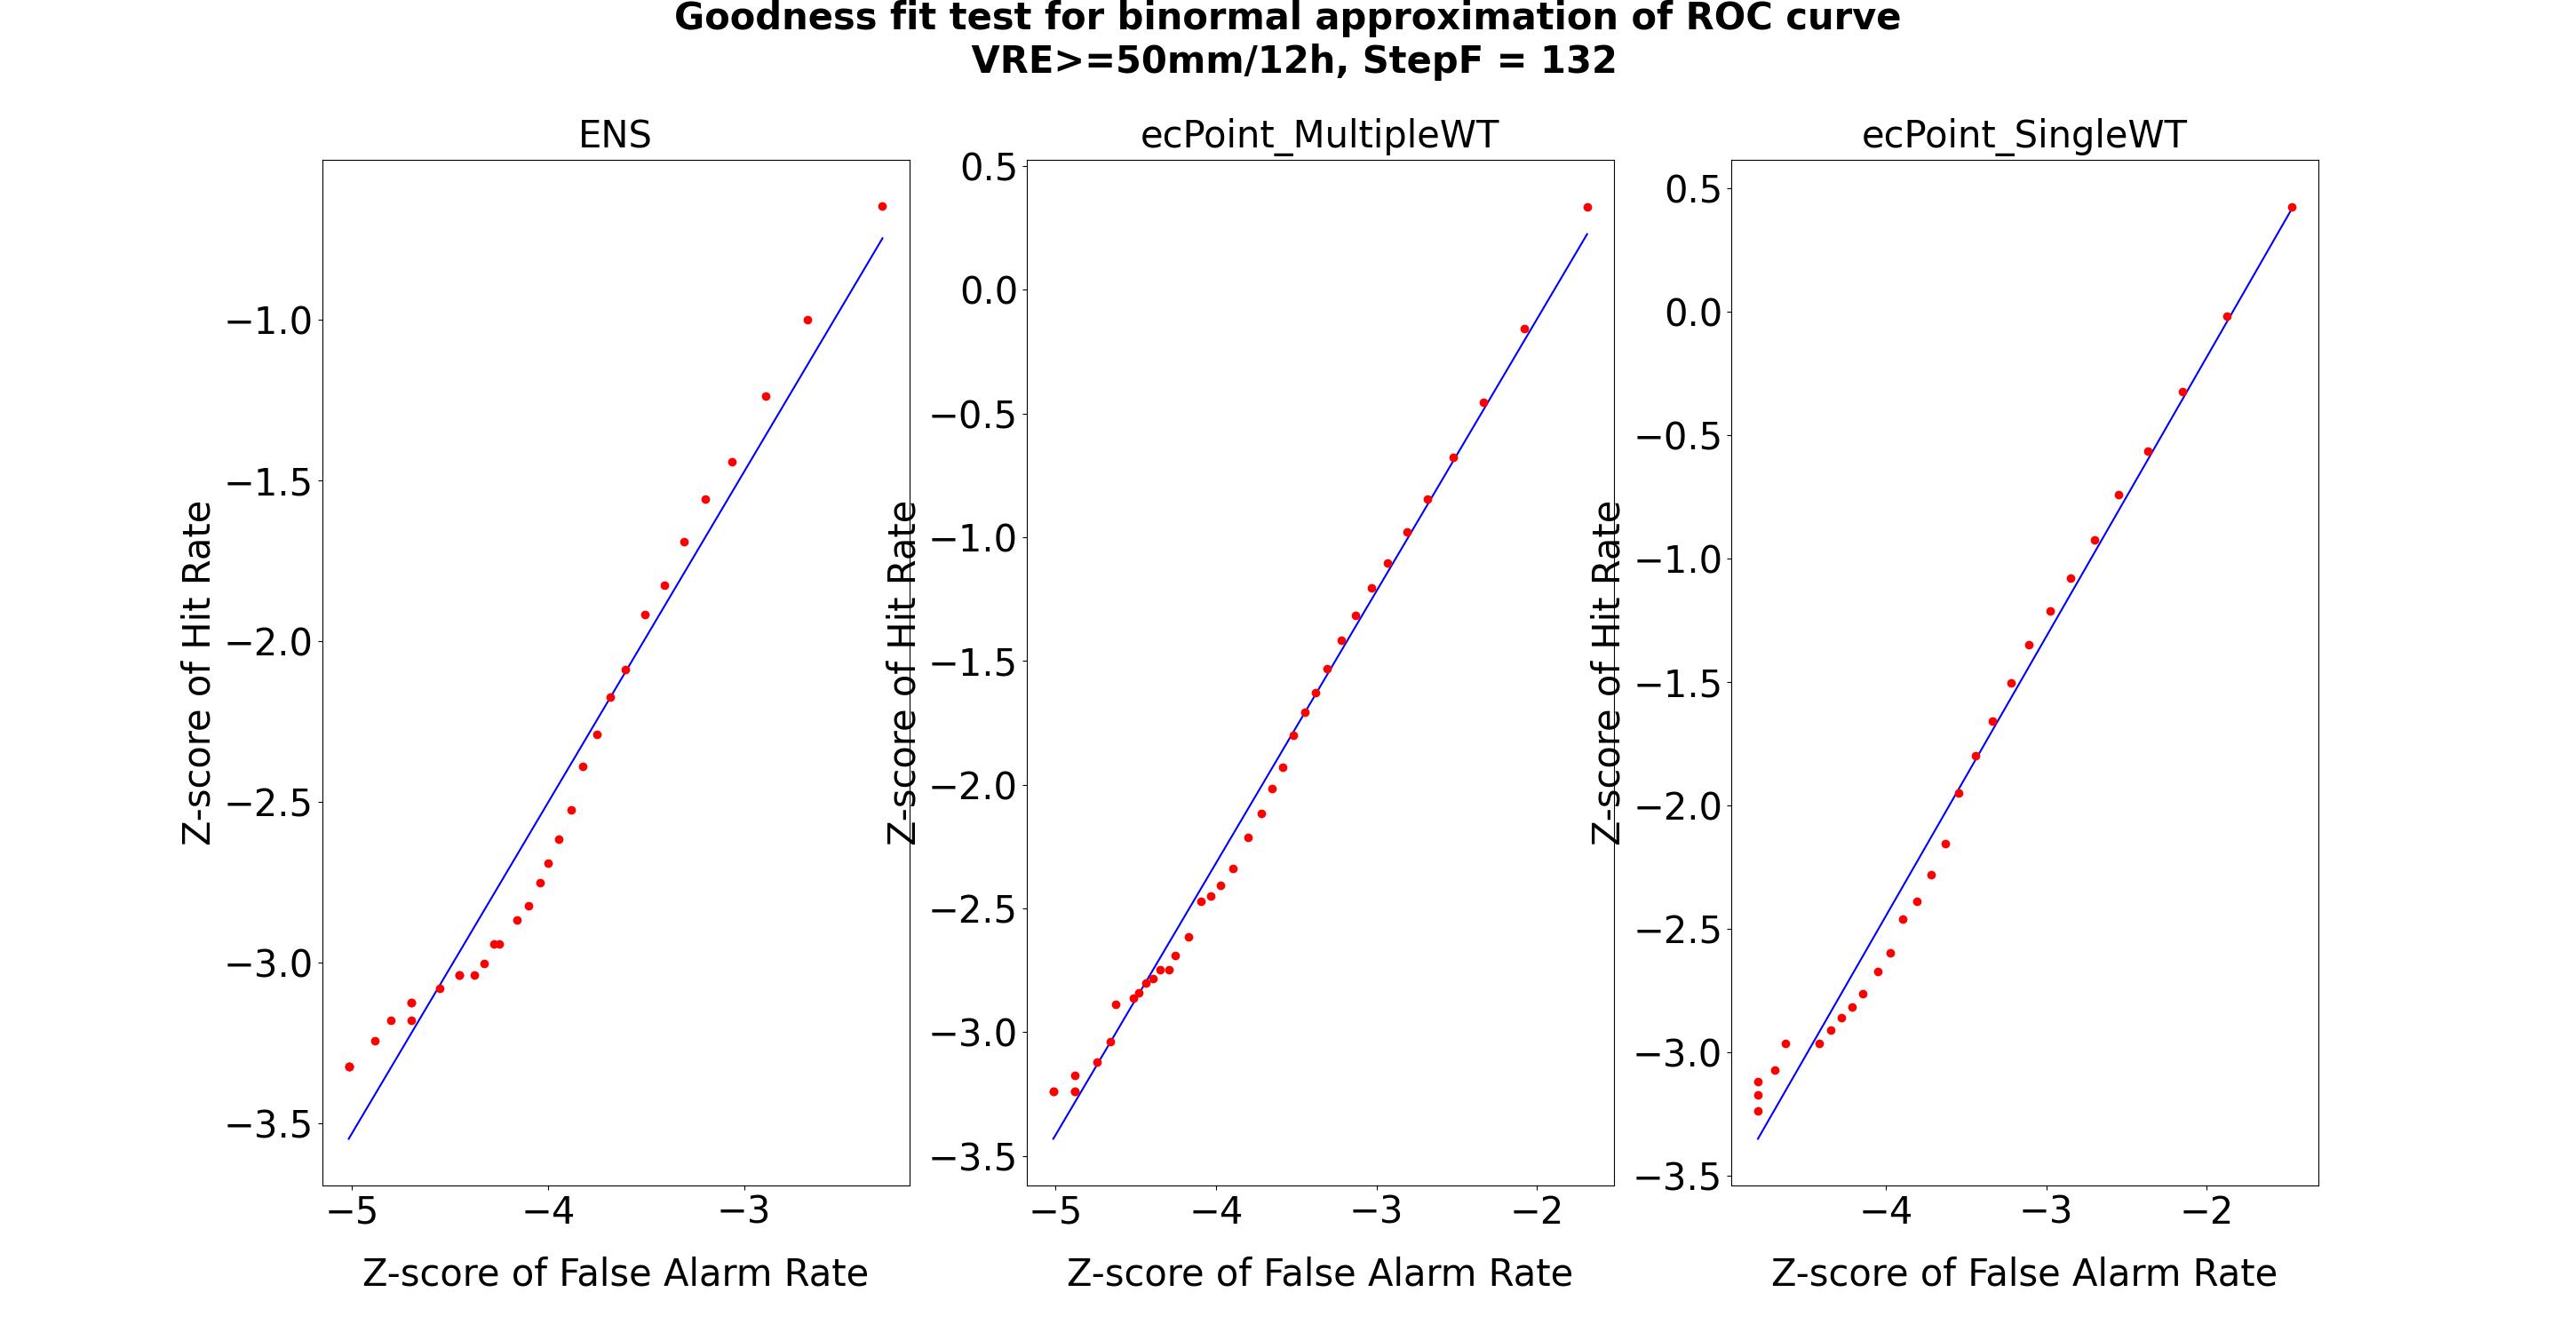 Goodness fit test for binormal approximation of ROC curve
VRE>=50mm/12h, StepF = 132
ENS
Z-score of Hit Rate
−1.0
−1.5
−2.0
−2.5
−3.0
−3.5
−5 −4 −3
Z-score of False Alarm Rate
ecPoint_MultipleWT
Z-score of Hit Rate
0.5
0.0
−0.5
−1.0
−1.5
−2.0
−2.5
−3.0
−3.5
−5 −4 −3 −2
Z-score of False Alarm Rate
ecPoint_SingleWT
Z-score of Hit Rate
0.5
0.0
−0.5
−1.0
−1.5
−2.0
−2.5
−3.0
−3.5
−4 −3 −2
Z-score of False Alarm Rate